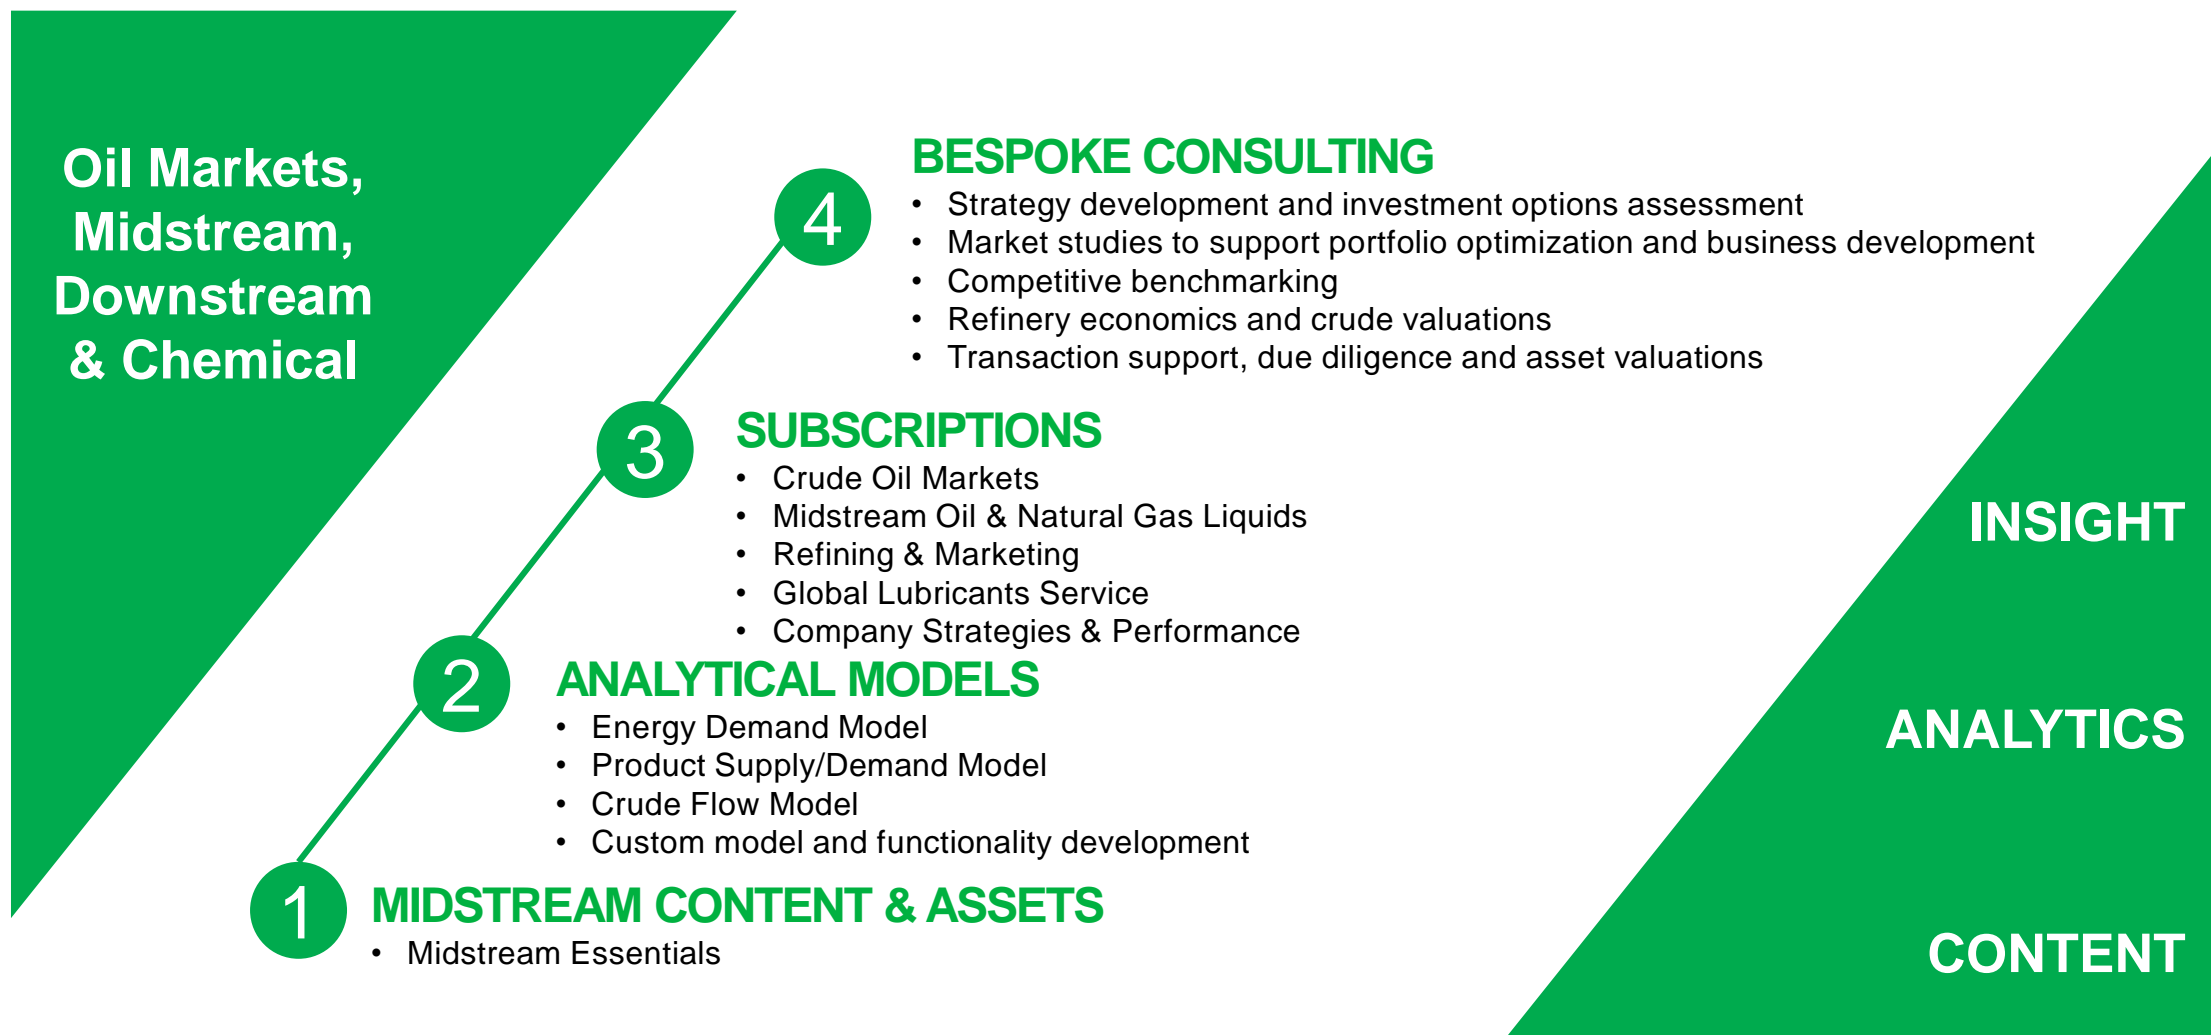 Oil Markets,
Midstream,
Downstream
& Chemical
4
BESPOKE CONSULTING
• Strategy development and investment options assessment
• Market studies to support portfolio optimization and business development
• Competitive benchmarking
• Refinery economics and crude valuations
• Transaction support, due diligence and asset valuations
3
SUBSCRIPTIONS
• Crude Oil Markets
• Midstream Oil & Natural Gas Liquids
• Refining & Marketing
• Global Lubricants Service
• Company Strategies & Performance
2
ANALYTICAL MODELS
• Energy Demand Model
• Product Supply/Demand Model
• Crude Flow Model
• Custom model and functionality development
1
MIDSTREAM CONTENT & ASSETS
• Midstream Essentials
INSIGHT
ANALYTICS
CONTENT